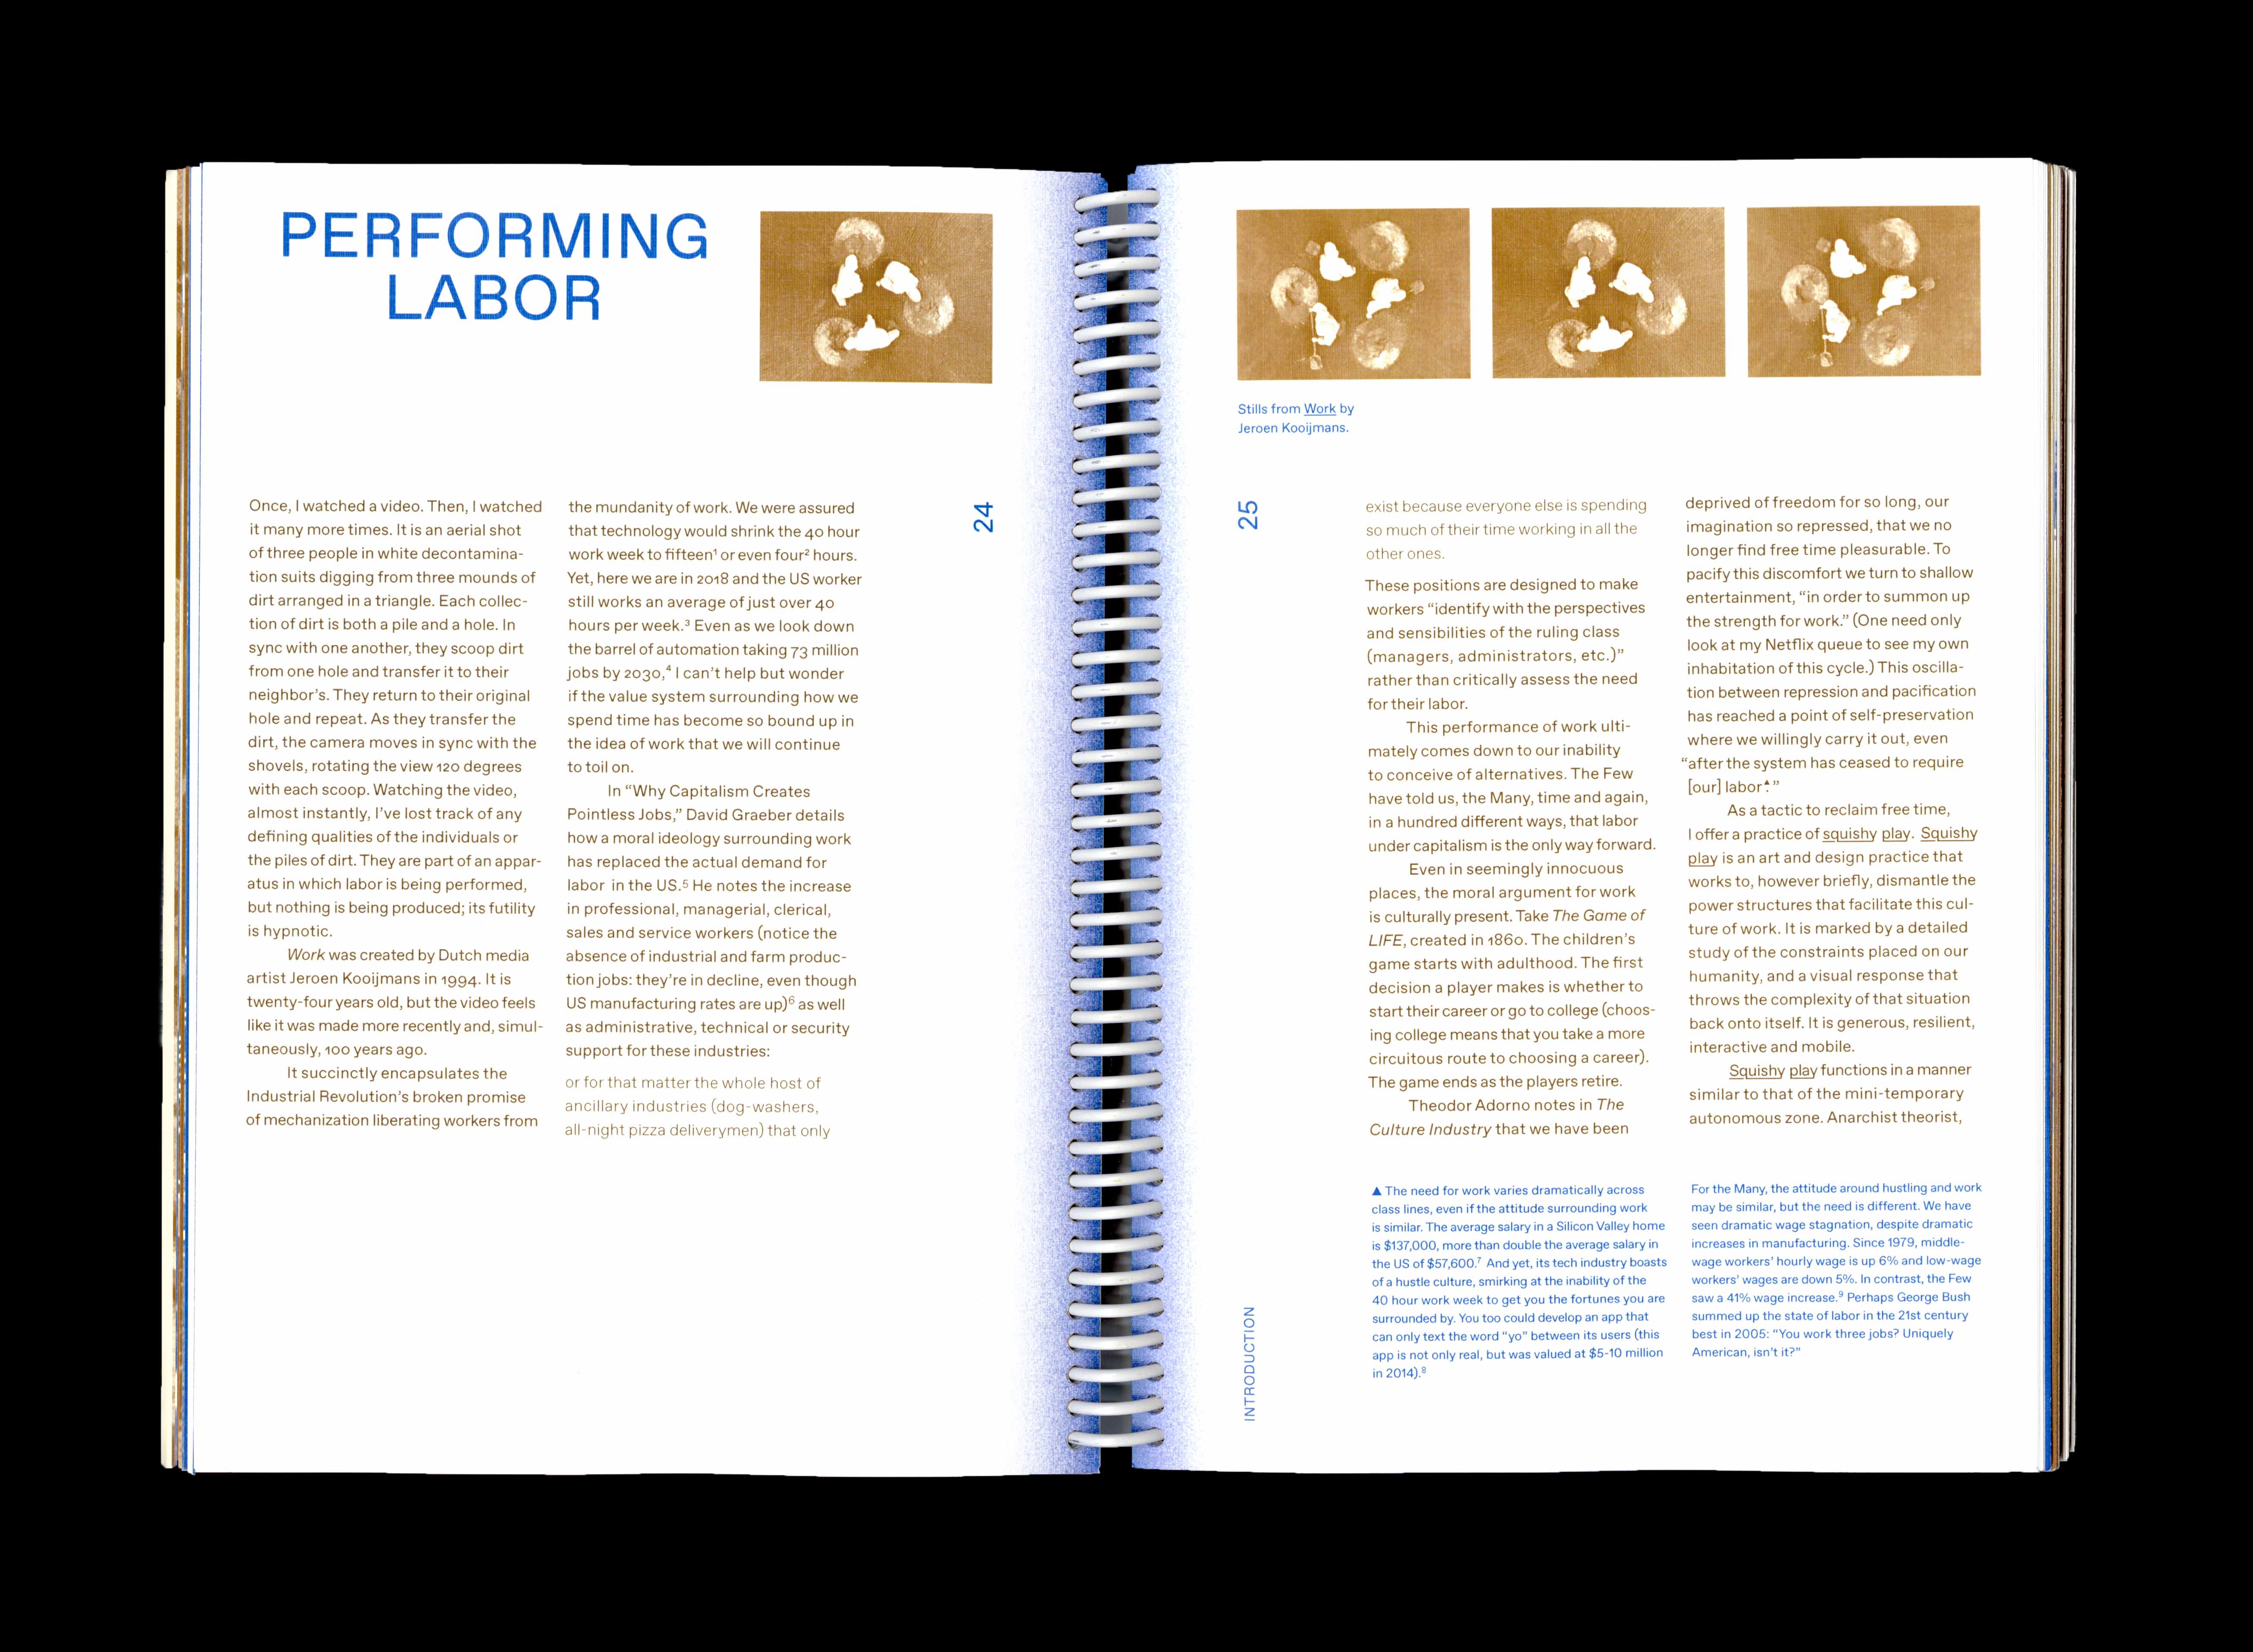 PERFORMING
LABOR
Once, I watched a video. Then, I watched
it many more times. It is an aerial shot
of three people in white decontamina-
tion suits digging from three mounds of
dirt arranged in a triangle. Each collec-
tion of dirt is both a pile and a hole. In
sync with one another, they scoop dirt
from one hole and transfer it to their
neighbor's. They return to their original
hole and repeat. As they transfer the
dirt, the camera moves in sync with the
shovels, rotating the view 120 degrees
with each scoop. Watching the video,
almost instantly, I've lost track of any
defining qualities of the individuals or
the piles of dirt. They are part of an appar-
atus in which labor is being performed,
but nothing is being produced; its futility
is hypnotic.
Work was created by Dutch media
artist Jeroen Kooijmans in 1994. It is
twenty-four years old, but the video feels
like it was made more recently and, simul-
taneously, 100 years ago.
It succinctly encapsulates the
Industrial Revolution's broken promise
of mechanization liberating workers from
the mundanity of work. We were assured
that technology would shrink the 40 hour
work week to fifteen¹ or even four² hours.
Yet, here we are in 2018 and the US worker
still works an average of just over 40
hours per week.³ Even as we look down
the barrel of automation taking 73 million
jobs by 2030,⁴ I can't help but wonder
if the value system surrounding how we
spend time has become so bound up in
the idea of work that we will continue
to toil on.
In “Why Capitalism Creates
Pointless Jobs,” David Graeber details
how a moral ideology surrounding work
has replaced the actual demand for
labor in the US.⁵ He notes the increase
in professional, managerial, clerical,
sales and service workers (notice the
absence of industrial and farm produc-
tion jobs: they're in decline, even though
US manufacturing rates are up)⁶ as well
as administrative, technical or security
support for these industries:
or for that matter the whole host of
ancillary industries (dog-washers,
all-night pizza deliverymen) that only
24
Stills from Work by
Jeroen Kooijmans.
25
exist because everyone else is spending
so much of their time working in all the
other ones.
These positions are designed to make
workers “identify with the perspectives
and sensibilities of the ruling class
(managers, administrators, etc.)”
rather than critically assess the need
for their labor.
This performance of work ulti-
mately comes down to our inability
to conceive of alternatives. The Few
have told us, the Many, time and again,
in a hundred different ways, that labor
under capitalism is the only way forward.
Even in seemingly innocuous
places, the moral argument for work
is culturally present. Take The Game of
LIFE, created in 1860. The children's
game starts with adulthood. The first
decision a player makes is whether to
start their career or go to college (choos-
ing college means that you take a more
circuitous route to choosing a career).
The game ends as the players retire.
Theodor Adorno notes in The
Culture Industry that we have been
deprived of freedom for so long, our
imagination so repressed, that we no
longer find free time pleasurable. To
pacify this discomfort we turn to shallow
entertainment, “in order to summon up
the strength for work.” (One need only
look at my Netflix queue to see my own
inhabitation of this cycle.) This oscilla-
tion between repression and pacification
has reached a point of self-preservation
where we willingly carry it out, even
“after the system has ceased to require
[our] labor▲.”
As a tactic to reclaim free time,
I offer a practice of squishy play. Squishy
play is an art and design practice that
works to, however briefly, dismantle the
power structures that facilitate this cul-
ture of work. It is marked by a detailed
study of the constraints placed on our
humanity, and a visual response that
throws the complexity of that situation
back onto itself. It is generous, resilient,
interactive and mobile.
Squishy play functions in a manner
similar to that of the mini-temporary
autonomous zone. Anarchist theorist,
▲ The need for work varies dramatically across
class lines, even if the attitude surrounding work
is similar. The average salary in a Silicon Valley home
is $137,000, more than double the average salary in
the US of $57,600.⁷ And yet, its tech industry boasts
of a hustle culture, smirking at the inability of the
40 hour work week to get you the fortunes you are
surrounded by. You too could develop an app that
can only text the word “yo” between its users (this
app is not only real, but was valued at $5-10 million
in 2014).⁸
For the Many, the attitude around hustling and work
may be similar, but the need is different. We have
seen dramatic wage stagnation, despite dramatic
increases in manufacturing. Since 1979, middle-
wage workers' hourly wage is up 6% and low-wage
workers' wages are down 5%. In contrast, the Few
saw a 41% wage increase.⁹ Perhaps George Bush
summed up the state of labor in the 21st century
best in 2005: “You work three jobs? Uniquely
American, isn't it?”
INTRODUCTION